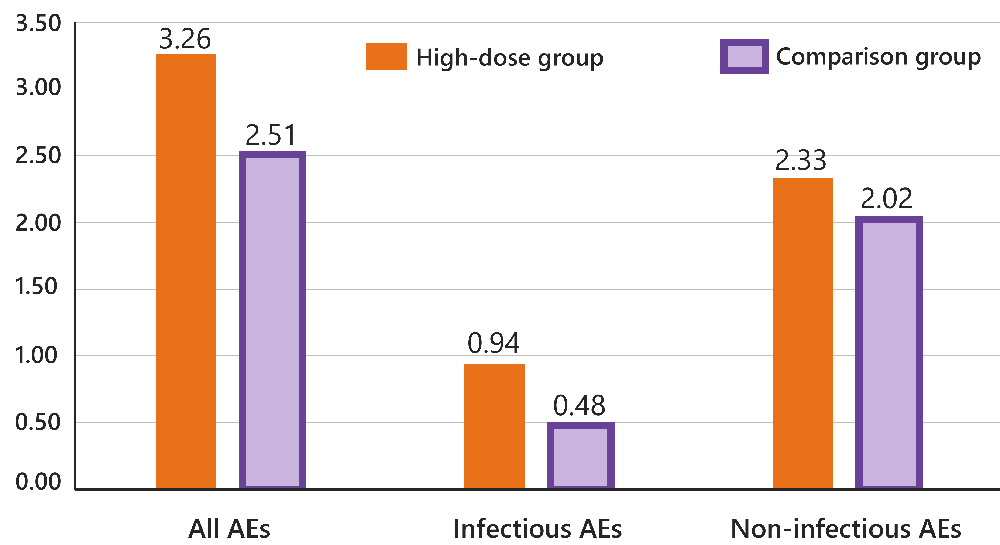 3.50
3.00
2.50
2.00
1.50
1.00
0.50
0.00
High-dose group
Comparison group
3.26
2.51
0.94
0.48
2.33
2.02
All AEs
Infectious AEs
Non-infectious AEs